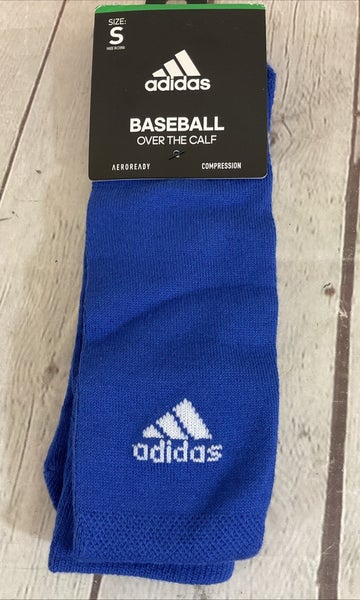 SIZE:
S
adidas
BASEBALL
OVER THE CALF
AEROREADY
COMPRESSION
adidas